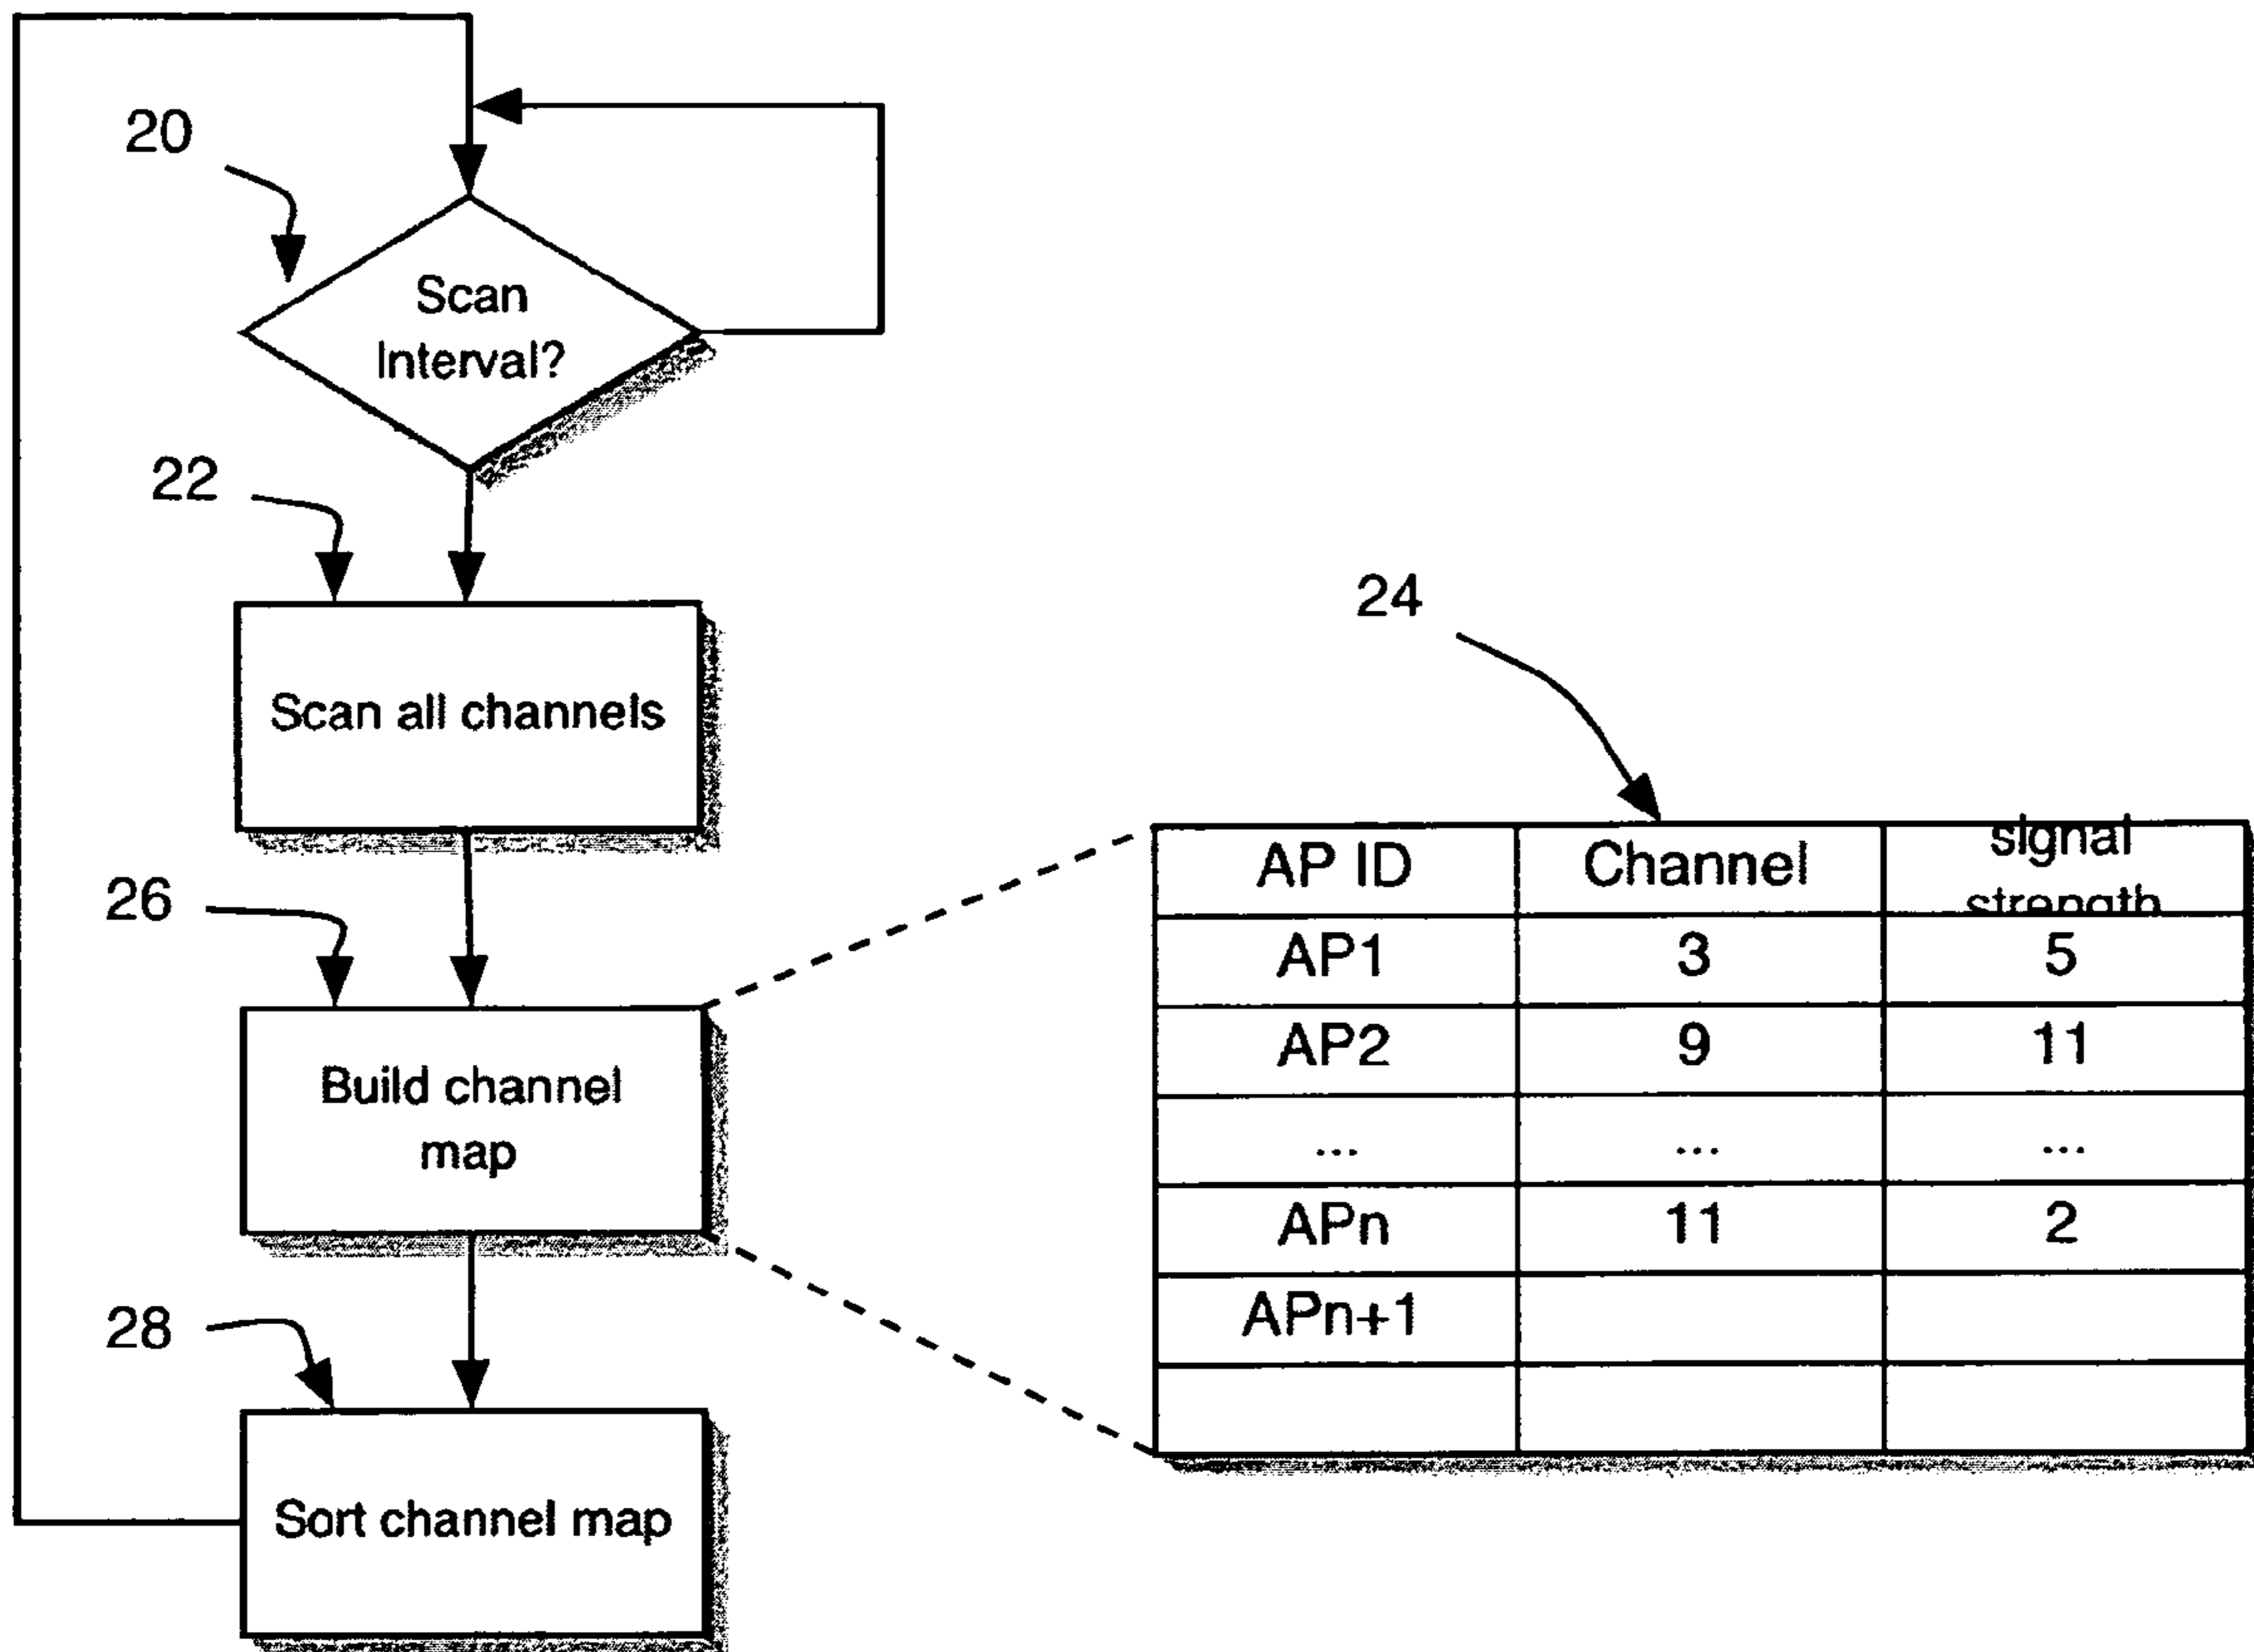 20
Scan
Interval?
22
Scan all channels
24
26
Build channel
map
28
Sort channel map
AP ID Channel signal
strength
AP1 3 5
AP2 9 11
... ... ...
APn 11 2
APn+1